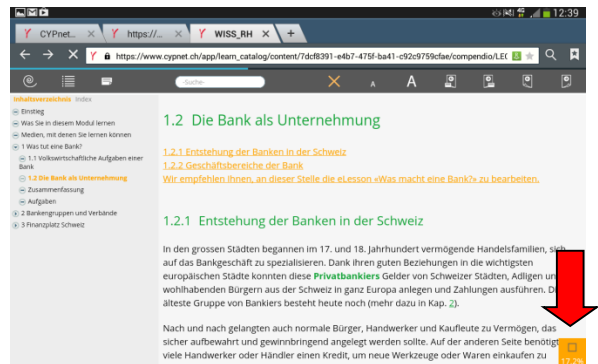 12:39
CYPnet...
https://...
WISS_RH
https://www.cypnet.ch/app/learn_catalog/content/7dcf8391-e4b7-475f-ba41-c92c9759cfae/compendio/LE(
-Suche-
A A
Inhaltsverzeichnis Index
Einstieg
Was Sie in diesem Modul lernen
Medien, mit denen Sie lernen können
1 Was tut eine Bank?
1.1 Volkswirtschaftliche Aufgaben einer
Bank
1.2 Die Bank als Unternehmung
Zusammenfassung
Aufgaben
2 Bankengruppen und Verbände
3 Finanzplatz Schweiz
1.2 Die Bank als Unternehmung
1.2.1 Entstehung der Banken in der Schweiz
1.2.2 Geschäftsbereiche der Bank
Wir empfehlen Ihnen, an dieser Stelle die eLesson «Was macht eine Bank?» zu bearbeiten.
1.2.1 Entstehung der Banken in der Schweiz
In den grossen Städten begannen im 17. und 18. Jahrhundert vermögende Handelsfamilien, sich
auf das Bankgeschäft zu spezialisieren. Dank ihren guten Beziehungen in die wichtigsten
europäischen Städte konnten diese Privatbankiers Gelder von Schweizer Städten, Adligen un
wohlhabenden Bürgern aus der Schweiz in ganz Europa anlegen und Zahlungen ausführen. Di
älteste Gruppe von Bankiers besteht heute noch (mehr dazu in Kap. 2).
Nach und nach gelangten auch normale Bürger, Handwerker und Kaufleute zu Vermögen, das
sicher aufbewahrt und gewinnbringend angelegt werden sollte. Auf der anderen Seite benötigt
viele Handwerker oder Händler einen Kredit, um neue Werkzeuge oder Waren einkaufen zu
17.2%